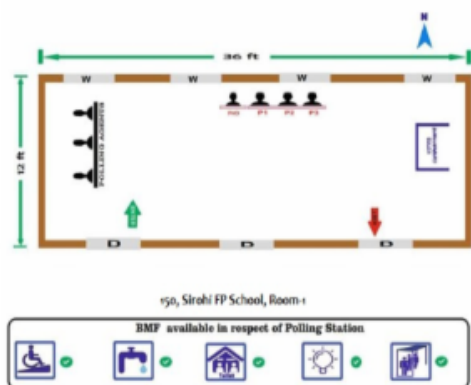 N
36 ft
W W W W
PRO P1 P2 P3
POLLING AGENTS
12 ft
D D D
150, Sirohi FP School, Room-1
BMF available in respect of Polling Station